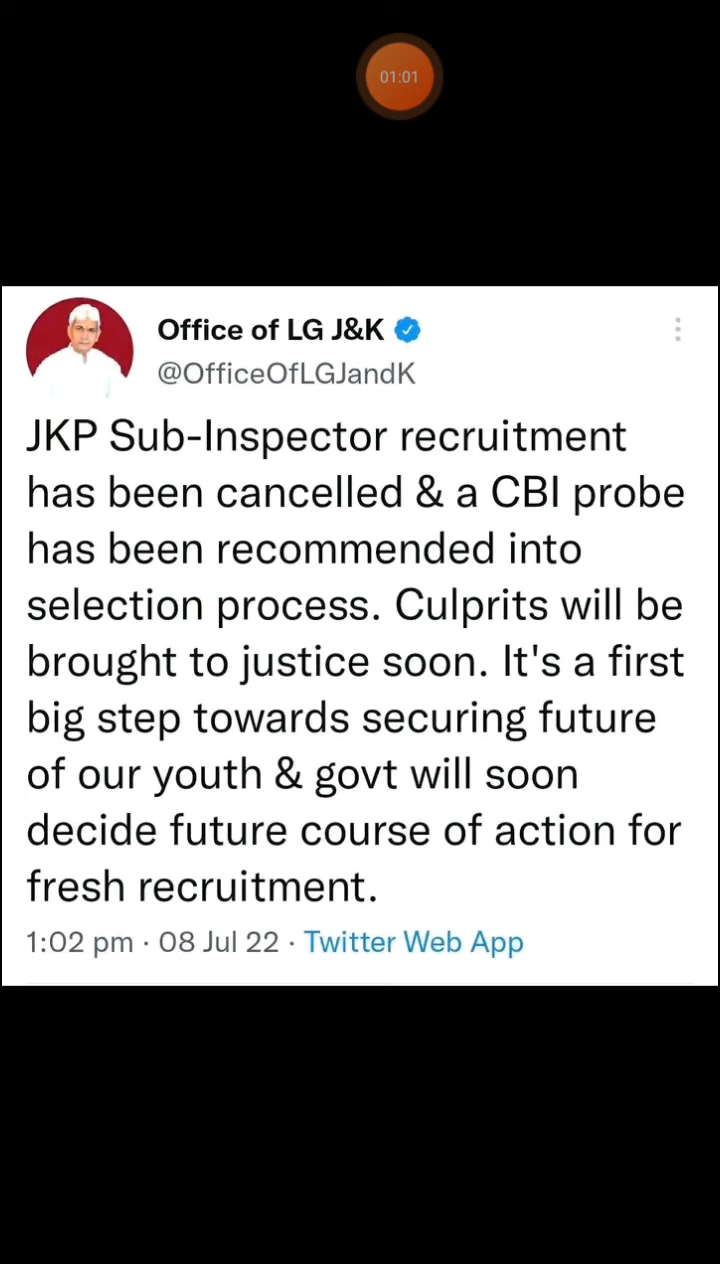 01:01
Office of LG J&K
@OfficeOfLGJandK
JKP Sub-Inspector recruitment
has been cancelled & a CBI probe
has been recommended into
selection process. Culprits will be
brought to justice soon. It's a first
big step towards securing future
of our youth & govt will soon
decide future course of action for
fresh recruitment.
1:02 pm · 08 Jul 22 · Twitter Web App